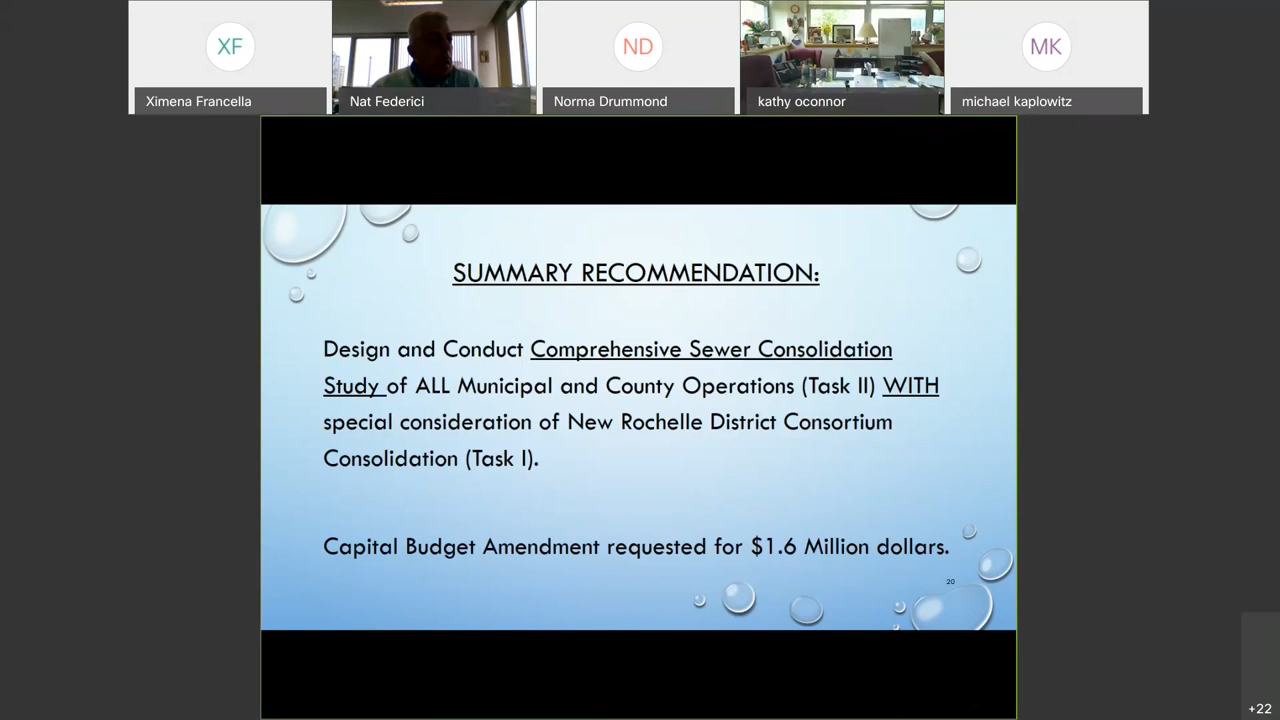 XF
ND
MK
Ximena Francella
Nat Federici
Norma Drummond
kathy oconnor
michael kaplowitz
SUMMARY RECOMMENDATION:
Design and Conduct Comprehensive Sewer Consolidation
Study of ALL Municipal and County Operations (Task II) WITH
special consideration of New Rochelle District Consortium
Consolidation (Task I).
Capital Budget Amendment requested for $1.6 Million dollars.
20
+22